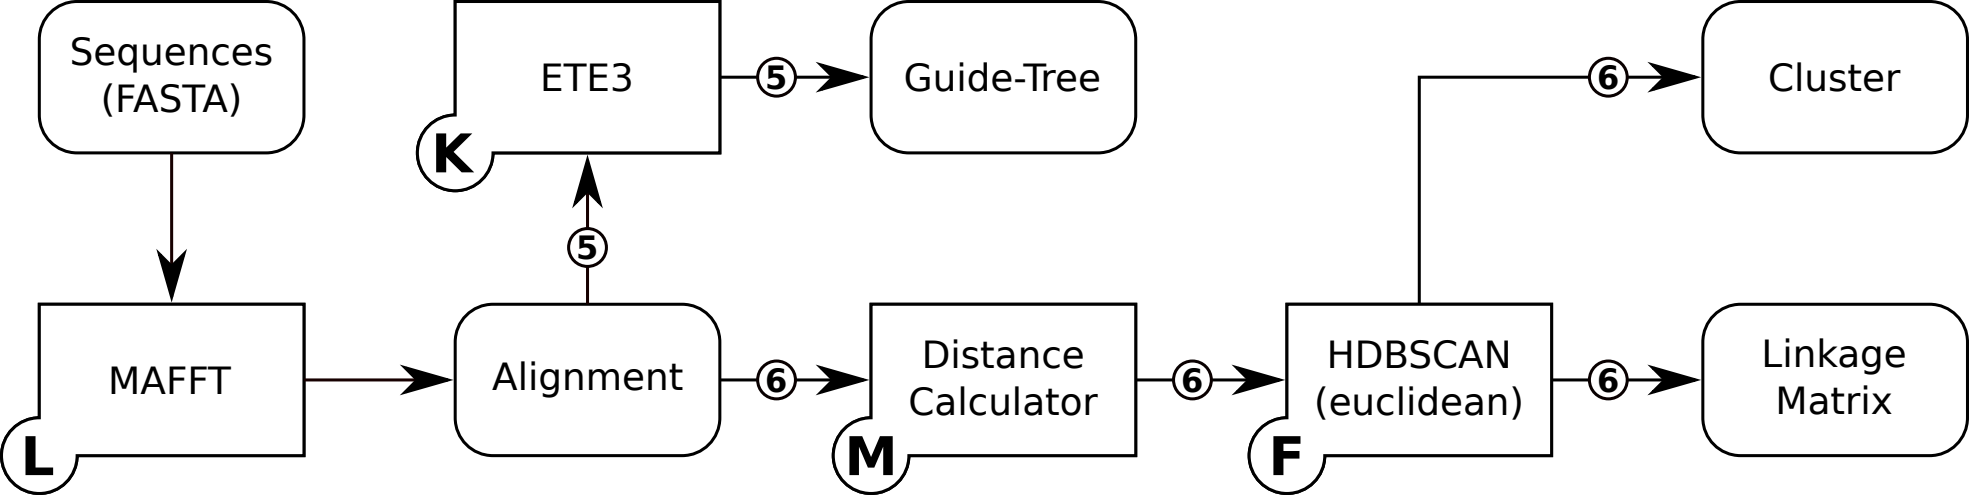 Sequences
(FASTA)
ETE3
K
5
Guide-Tree
6
Cluster
5
MAFFT
L
Alignment
6
Distance
Calculator
M
6
HDBSCAN
(euclidean)
F
6
Linkage
Matrix